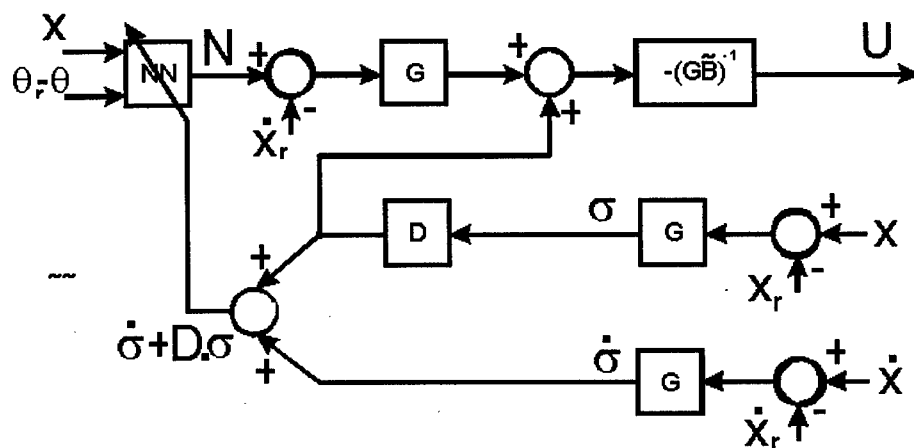 X
N
U
θr-θ
NN
+
-
G
+
+
-(GB̃)⁻¹
Ẋr
D
σ
G
+
X
-
Xr
+
σ̇+D.σ
+
σ̇
G
+
Ẋ
-
Ẋr
~~